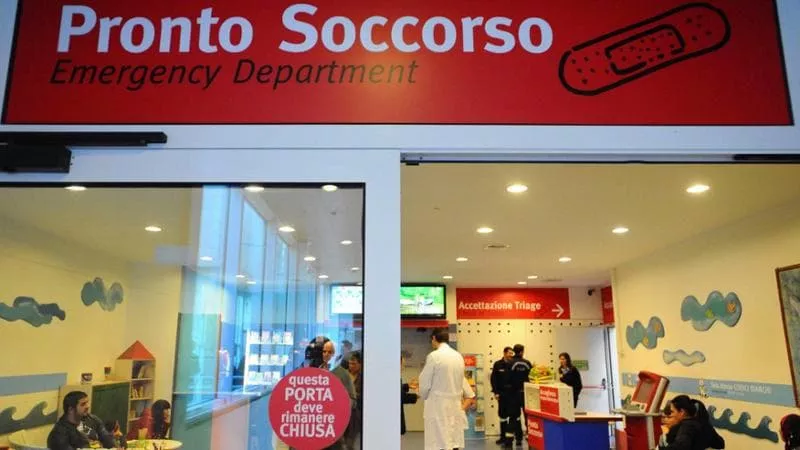 Pronto Soccorso
Emergency Department
Accettazione Triage
questa
PORTA
deve
rimanere
CHIUSA